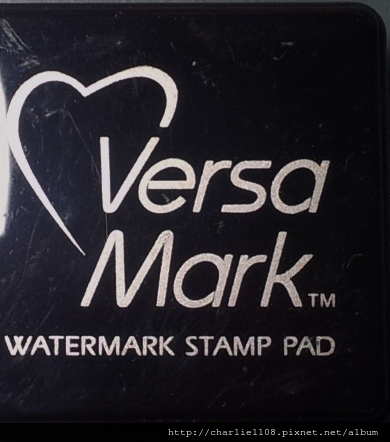 Versa
Mark™
WATERMARK STAMP PAD
http://charlie1108.pixnet.net/album